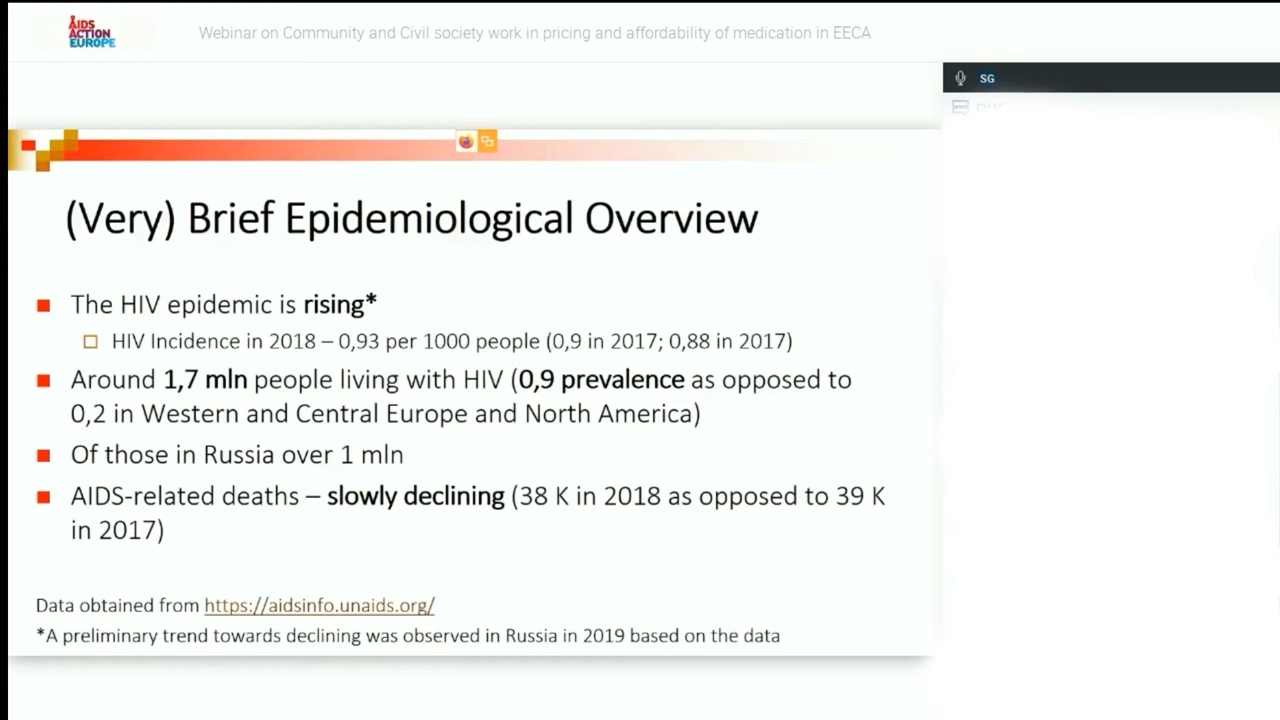 AIDS
ACTION
EUROPE
Webinar on Community and Civil society work in pricing and affordability of medication in EECA
SG
CHAT
(Very) Brief Epidemiological Overview
The HIV epidemic is rising*
HIV Incidence in 2018 – 0,93 per 1000 people (0,9 in 2017; 0,88 in 2017)
Around 1,7 mln people living with HIV (0,9 prevalence as opposed to
0,2 in Western and Central Europe and North America)
Of those in Russia over 1 mln
AIDS-related deaths – slowly declining (38 K in 2018 as opposed to 39 K
in 2017)
Data obtained from https://aidsinfo.unaids.org/
*A preliminary trend towards declining was observed in Russia in 2019 based on the data